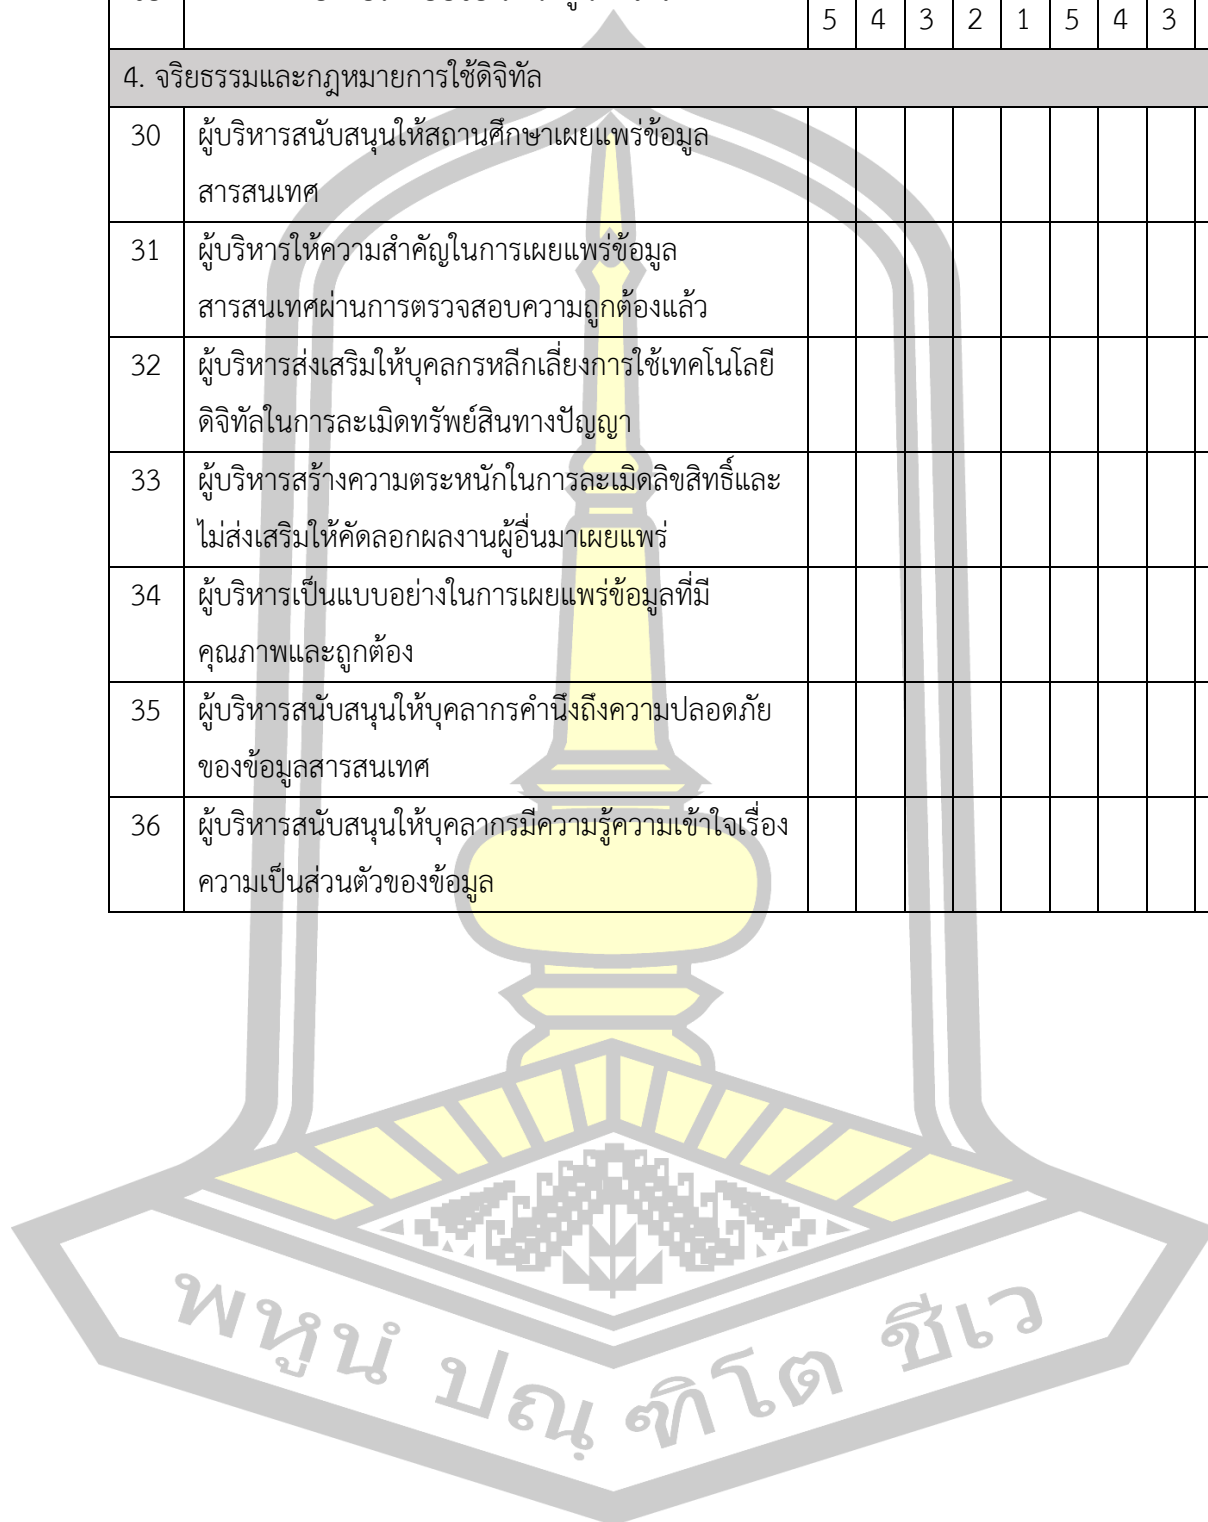 5 4 3 2 1 5 4 3
4. จริยธรรมและกฎหมายการใช้ดิจิทัล
30 ผู้บริหารสนับสนุนให้สถานศึกษาเผยแพร่ข้อมูล
สารสนเทศ
31 ผู้บริหารให้ความสำคัญในการเผยแพร่ข้อมูล
สารสนเทศผ่านการตรวจสอบความถูกต้องแล้ว
32 ผู้บริหารส่งเสริมให้บุคลกรหลีกเลี่ยงการใช้เทคโนโลยี
ดิจิทัลในการละเมิดทรัพย์สินทางปัญญา
33 ผู้บริหารสร้างความตระหนักในการละเมิดลิขสิทธิ์และ
ไม่ส่งเสริมให้คัดลอกผลงานผู้อื่นมาเผยแพร่
34 ผู้บริหารเป็นแบบอย่างในการเผยแพร่ข้อมูลที่มี
คุณภาพและถูกต้อง
35 ผู้บริหารสนับสนุนให้บุคลากรคำนึงถึงความปลอดภัย
ของข้อมูลสารสนเทศ
36 ผู้บริหารสนับสนุนให้บุคลากรมีความรู้ความเข้าใจเรื่อง
ความเป็นส่วนตัวของข้อมูล
พหูนํ ปณฺฑิโต ชีเว